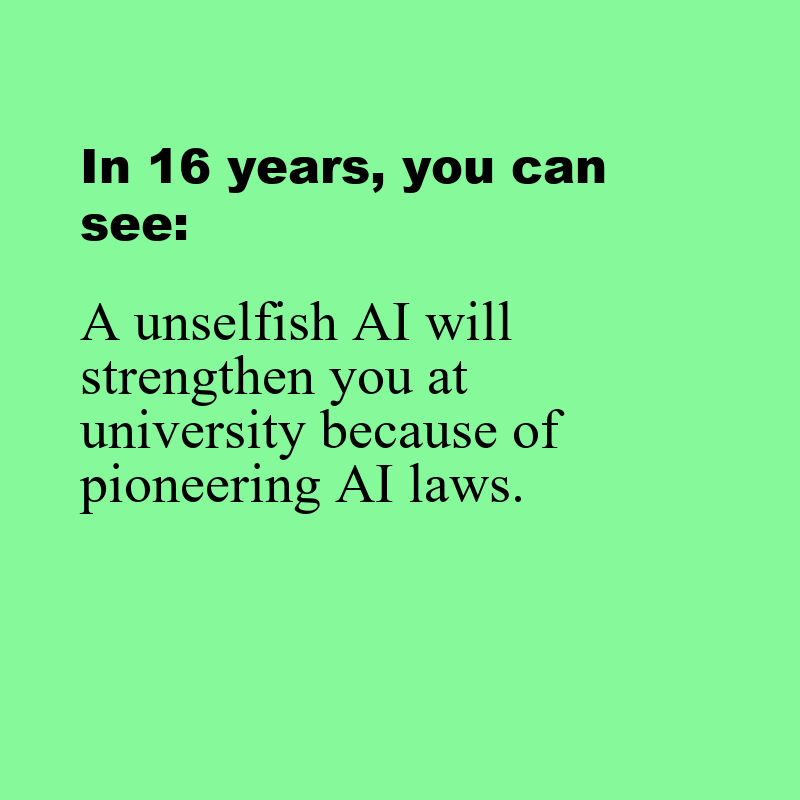 In 16 years, you can
see:
A unselfish AI will
strengthen you at
university because of
pioneering AI laws.